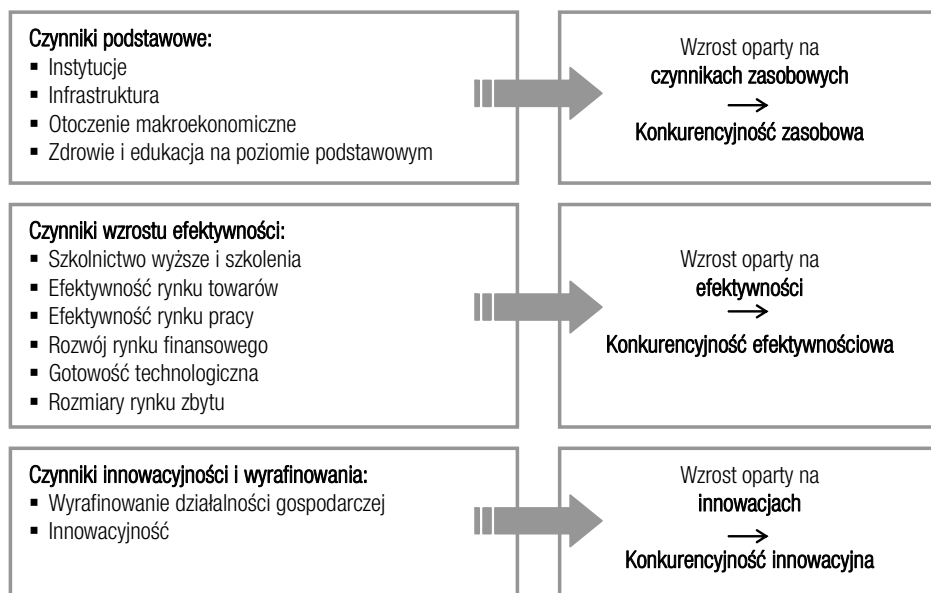 Czynniki podstawowe:
▪ Instytucje
▪ Infrastruktura
▪ Otoczenie makroekonomiczne
▪ Zdrowie i edukacja na poziomie podstawowym
Wzrost oparty na
czynnikach zasobowych
→
Konkurencyjność zasobowa
Czynniki wzrostu efektywności:
▪ Szkolnictwo wyższe i szkolenia
▪ Efektywność rynku towarów
▪ Efektywność rynku pracy
▪ Rozwój rynku finansowego
▪ Gotowość technologiczna
▪ Rozmiary rynku zbytu
Wzrost oparty na
efektywności
→
Konkurencyjność efektywnościowa
Czynniki innowacyjności i wyrafinowania:
▪ Wyrafinowanie działalności gospodarczej
▪ Innowacyjność
Wzrost oparty na
innowacjach
→
Konkurencyjność innowacyjna